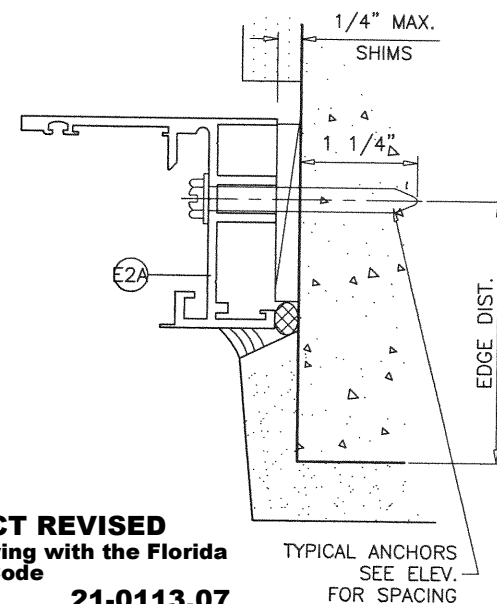 1/4" MAX.
SHIMS
1 1/4"
E2A
EDGE DIST.
CT REVISED
ing with the Florida
ode
21-0113.07
TYPICAL ANCHORS
SEE ELEV.
FOR SPACING